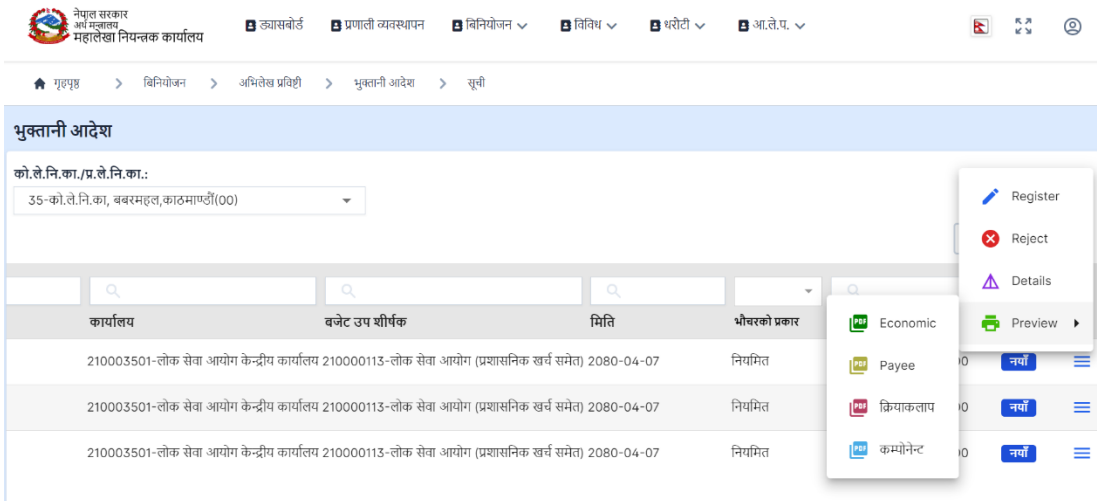 नेपाल सरकार
अर्थ मन्त्रालय
महालेखा नियन्त्रक कार्यालय
ड्यासबोर्ड प्रणाली व्यवस्थापन बिनियोजन विविध धरौटी आ.ले.प.
गृहपृष्ठ > बिनियोजन > अभिलेख प्रविष्टी > भुक्तानी आदेश > सूची
भुक्तानी आदेश
को.ले.नि.का./प्र.ले.नि.का.:
35-को.ले.नि.का, बबरमहल,काठमाण्डौं(00)
Register
Reject
Details
Preview
कार्यालय बजेट उप शीर्षक मिति भौचरको प्रकार
Economic
Payee
क्रियाकलाप
कम्पोनेन्ट
210003501-लोक सेवा आयोग केन्द्रीय कार्यालय 210000113-लोक सेवा आयोग (प्रशासनिक खर्च समेत) 2080-04-07 नियमित नयाँ
210003501-लोक सेवा आयोग केन्द्रीय कार्यालय 210000113-लोक सेवा आयोग (प्रशासनिक खर्च समेत) 2080-04-07 नियमित नयाँ
210003501-लोक सेवा आयोग केन्द्रीय कार्यालय 210000113-लोक सेवा आयोग (प्रशासनिक खर्च समेत) 2080-04-07 नियमित नयाँ